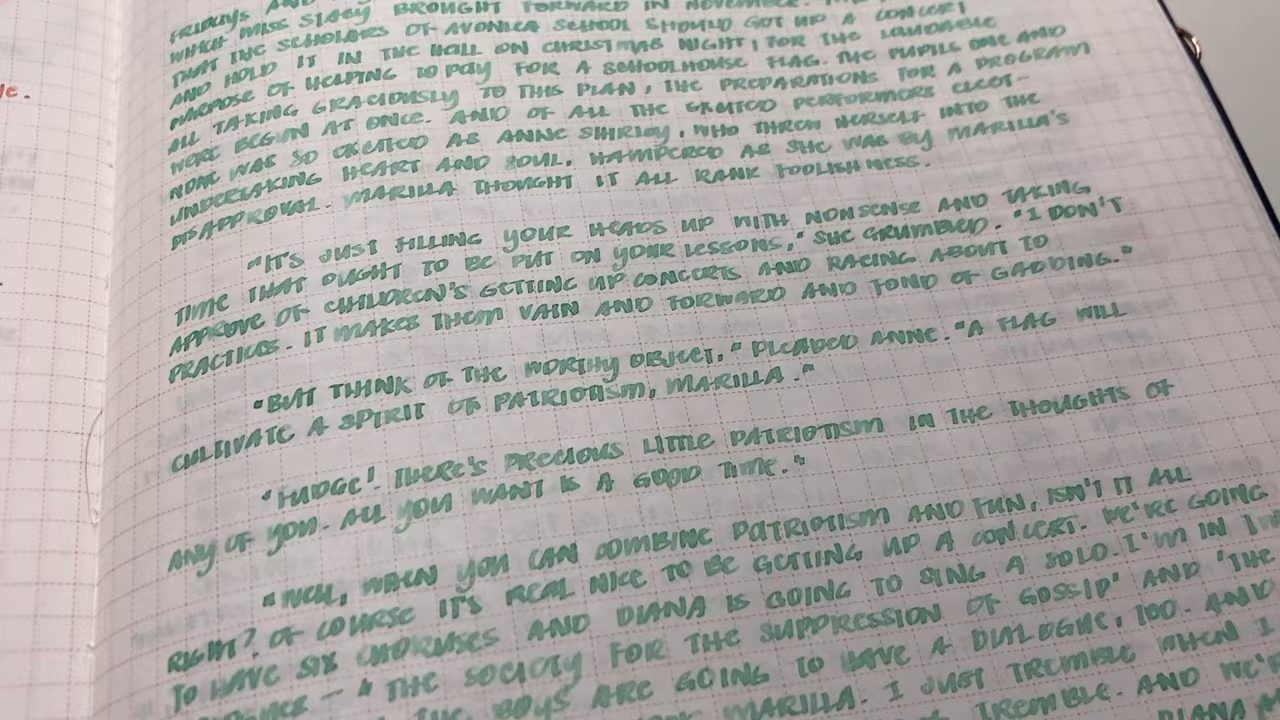 le.
FRIDAYS AND
WHICH MISS STACY BROUGHT FORWARD IN NOVEMBER.
THAT THE SCHOLARS OF AVONLEA SCHOOL SHOULD GOT UP A CONCERT
AND HOLD IT IN THE HALL ON CHRISTMAS NIGHT, FOR THE LAUDABLE
PURPOSE OF HELPING TO PAY FOR A SCHOOLHOUSE FLAG. THE PUPILS ONE AND
ALL TAKING GRACIOUSLY TO THIS PLAN, THE PREPARATIONS FOR A PROGRAM
WERE BEGAN AT ONCE. AND OF ALL THE EXCITED PERFORMERS ELECT-
NONE WAS SO EXCITED AS ANNE SHIRLEY, WHO THREW HERSELF INTO THE
UNDERTAKING HEART AND SOUL, HAMPERED AS SHE WAS BY MARILLA'S
DISAPPROVAL. MARILLA THOUGHT IT ALL RANK FOOLISHNESS.
"IT'S JUST FILLING YOUR HEADS UP WITH NONSENSE AND TAKING
TIME THAT OUGHT TO BE PUT ON YOUR LESSONS," SHE GRUMBLED. "I DON'T
APPROVE OF CHILDREN'S GETTING UP CONCERTS AND RACING ABOUT TO
PRACTICES. IT MAKES THEM VAIN AND FORWARD AND FOND OF GADDING."
"BUT THINK OF THE WORTHY OBJECT," PLEADED ANNE. "A FLAG WILL
CULTIVATE A SPIRIT OF PATRIOTISM, MARILLA."
"FUDGE! THERE'S PRECIOUS LITTLE PATRIOTISM IN THE THOUGHTS OF
ANY OF YOU. ALL YOU WANT IS A GOOD TIME."
"WELL, WHEN YOU CAN COMBINE PATRIOTISM AND FUN, ISN'T IT ALL
RIGHT? OF COURSE IT'S REAL NICE TO BE GETTING UP A CONCERT. WE'RE GOING
TO HAVE SIX CHORUSES AND DIANA IS GOING TO SING A SOLO. I'M IN
"THE SOCIETY FOR THE SUPPRESSION OF GOSSIP' AND 'THE
THE BOYS ARE GOING TO HAVE A DIALOGUE, TOO. AND
MARILLA. I JUST TREMBLE WHEN I
TREMBLE. AND WE'
DIANA